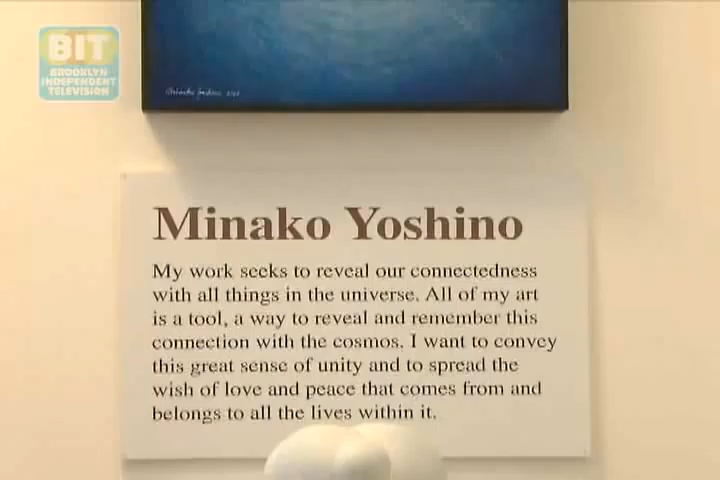 BIT
BROOKLYN
INDEPENDENT
TELEVISION
Minako Yoshino
My work seeks to reveal our connectedness
with all things in the universe. All of my art
is a tool, a way to reveal and remember this
connection with the cosmos. I want to convey
this great sense of unity and to spread the
wish of love and peace that comes from and
belongs to all the lives within it.